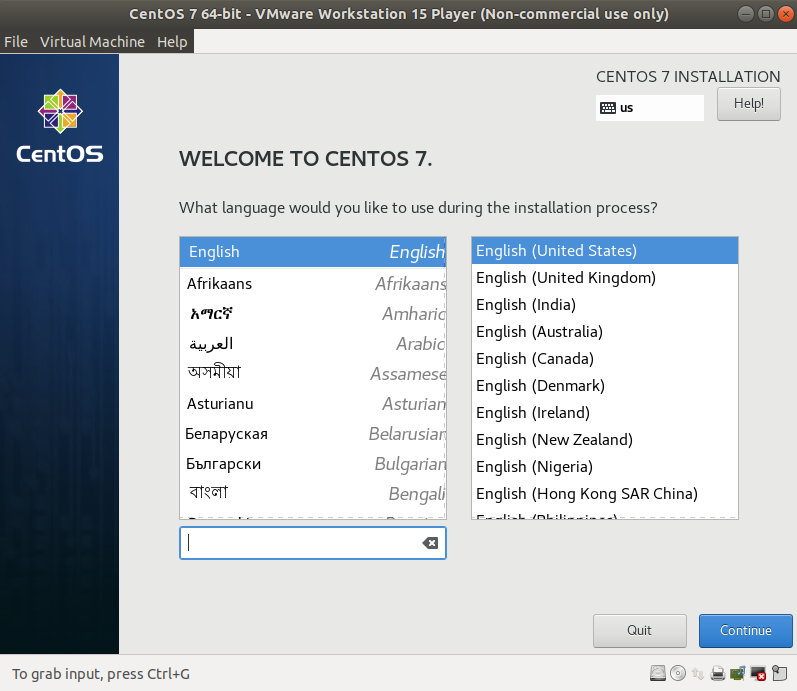 CentOS 7 64-bit - VMware Workstation 15 Player (Non-commercial use only)
File Virtual Machine Help
CentOS
CENTOS 7 INSTALLATION
us
Help!
WELCOME TO CENTOS 7.
What language would you like to use during the installation process?
English English
Afrikaans Afrikaans
አማርኛ Amharic
العربية Arabic
অসমীয়া Assamese
Asturianu Asturian
Беларуская Belarusian
Български Bulgarian
বাংলা Bengali
English (United States)
English (United Kingdom)
English (India)
English (Australia)
English (Canada)
English (Denmark)
English (Ireland)
English (New Zealand)
English (Nigeria)
English (Hong Kong SAR China)
English (Philippines)
Quit
Continue
To grab input, press Ctrl+G